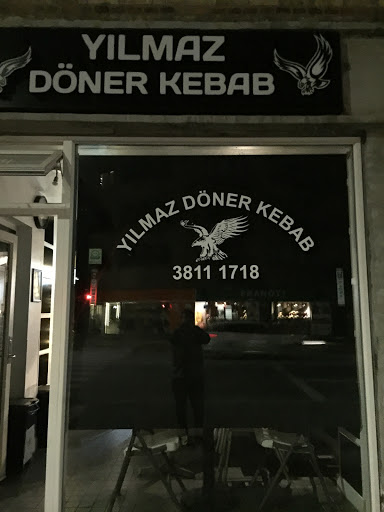 YILMAZ
DÖNER KEBAB
YILMAZ DÖNER KEBAB
3811 1718